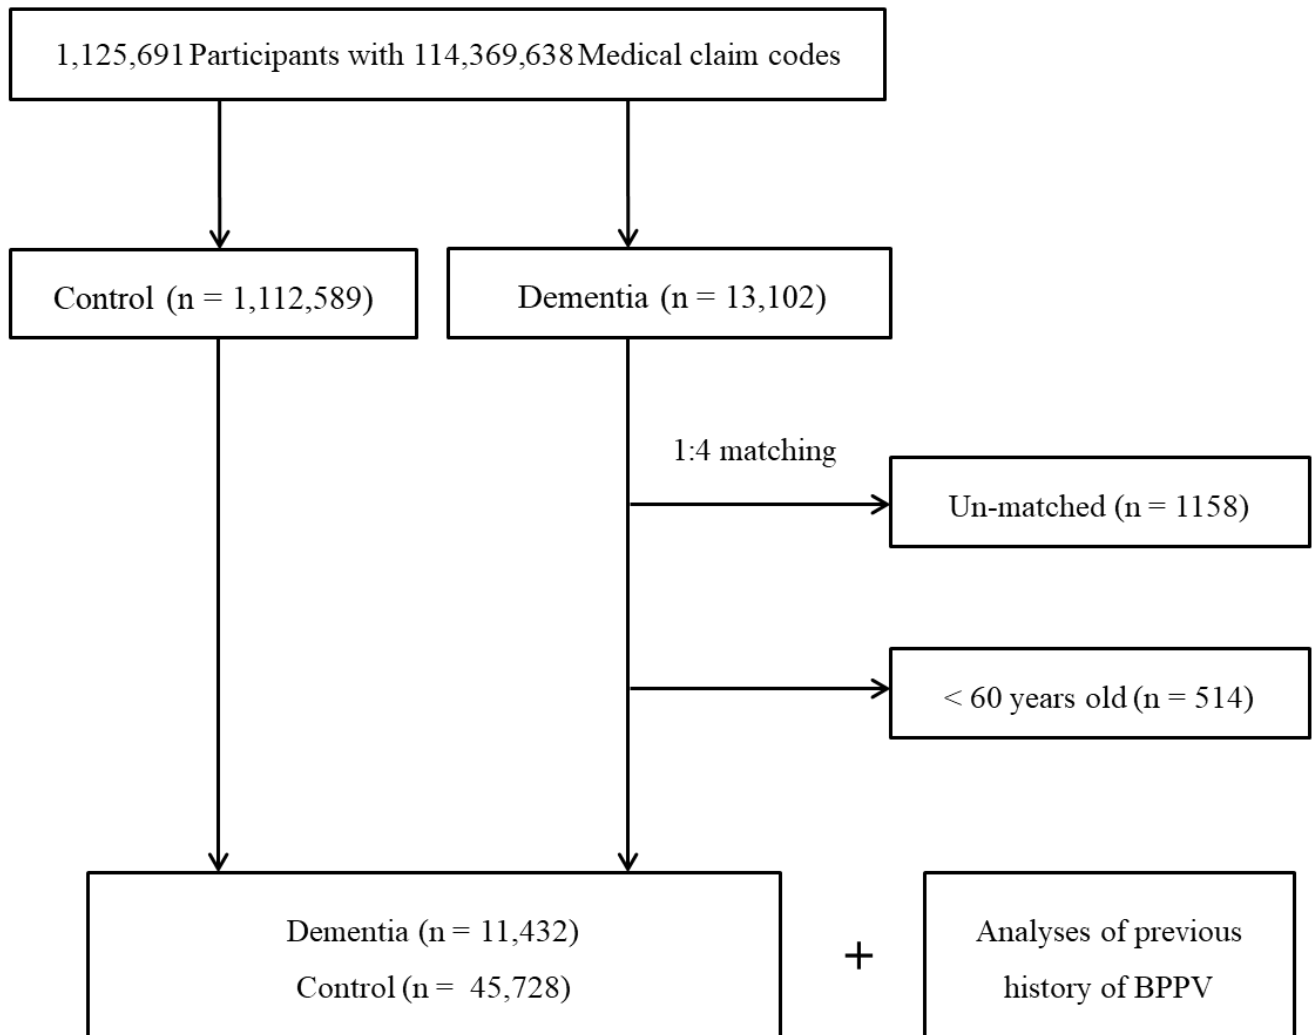 1,125,691 Participants with 114,369,638 Medical claim codes
Control (n = 1,112,589)
Dementia (n = 13,102)
1:4 matching
Un-matched (n = 1158)
< 60 years old (n = 514)
Dementia (n = 11,432)
Control (n = 45,728)
+
Analyses of previous
history of BPPV